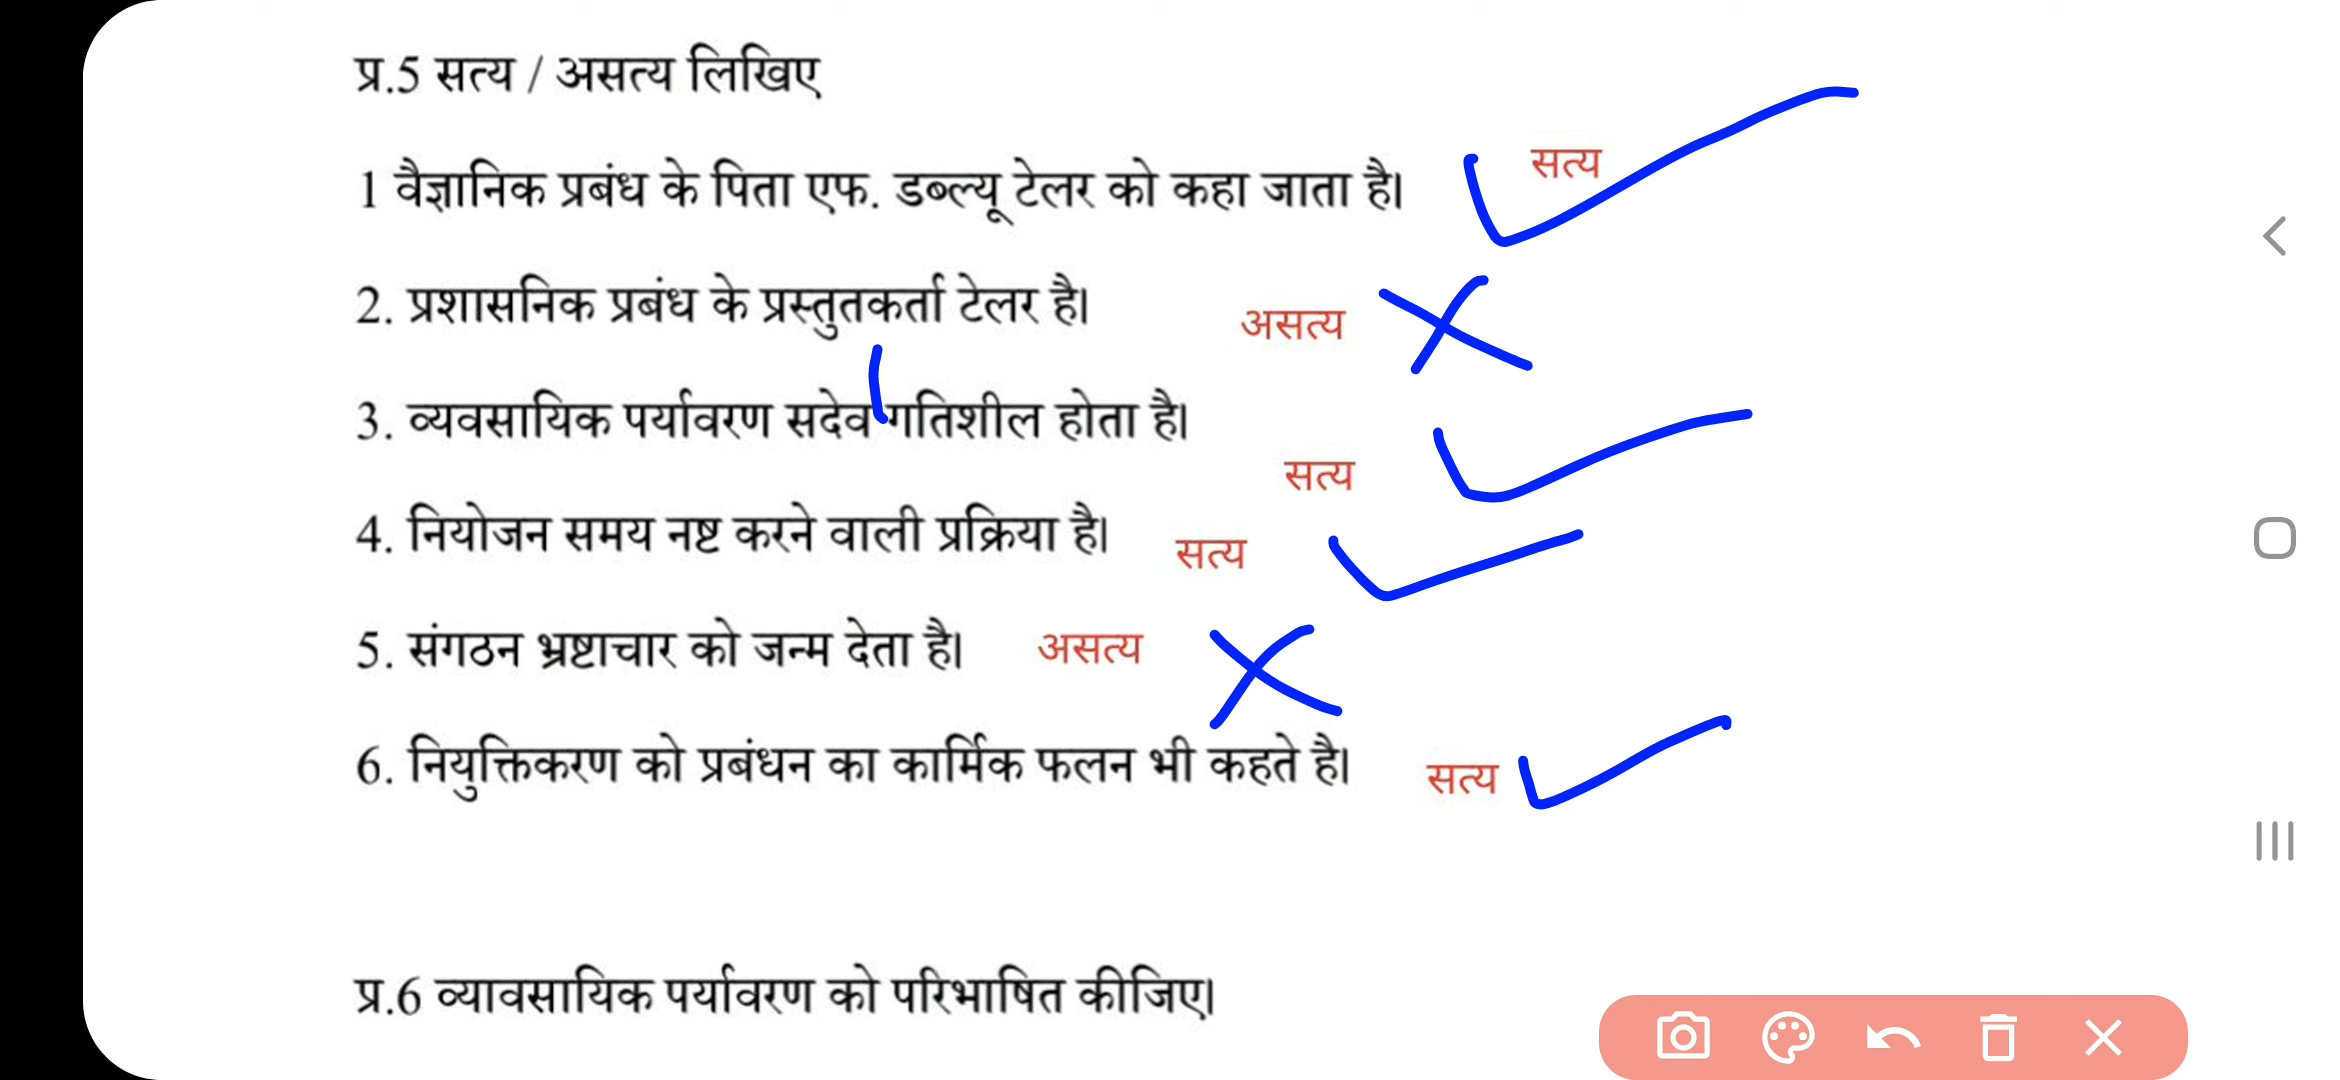 प्र.5 सत्य / असत्य लिखिए
1 वैज्ञानिक प्रबंध के पिता एफ. डब्ल्यू टेलर को कहा जाता है। सत्य
2. प्रशासनिक प्रबंध के प्रस्तुतकर्ता टेलर है। असत्य
3. व्यवसायिक पर्यावरण सदेव गतिशील होता है। सत्य
4. नियोजन समय नष्ट करने वाली प्रक्रिया है। सत्य
5. संगठन भ्रष्टाचार को जन्म देता है। असत्य
6. नियुक्तिकरण को प्रबंधन का कार्मिक फलन भी कहते है। सत्य
प्र.6 व्यावसायिक पर्यावरण को परिभाषित कीजिए।